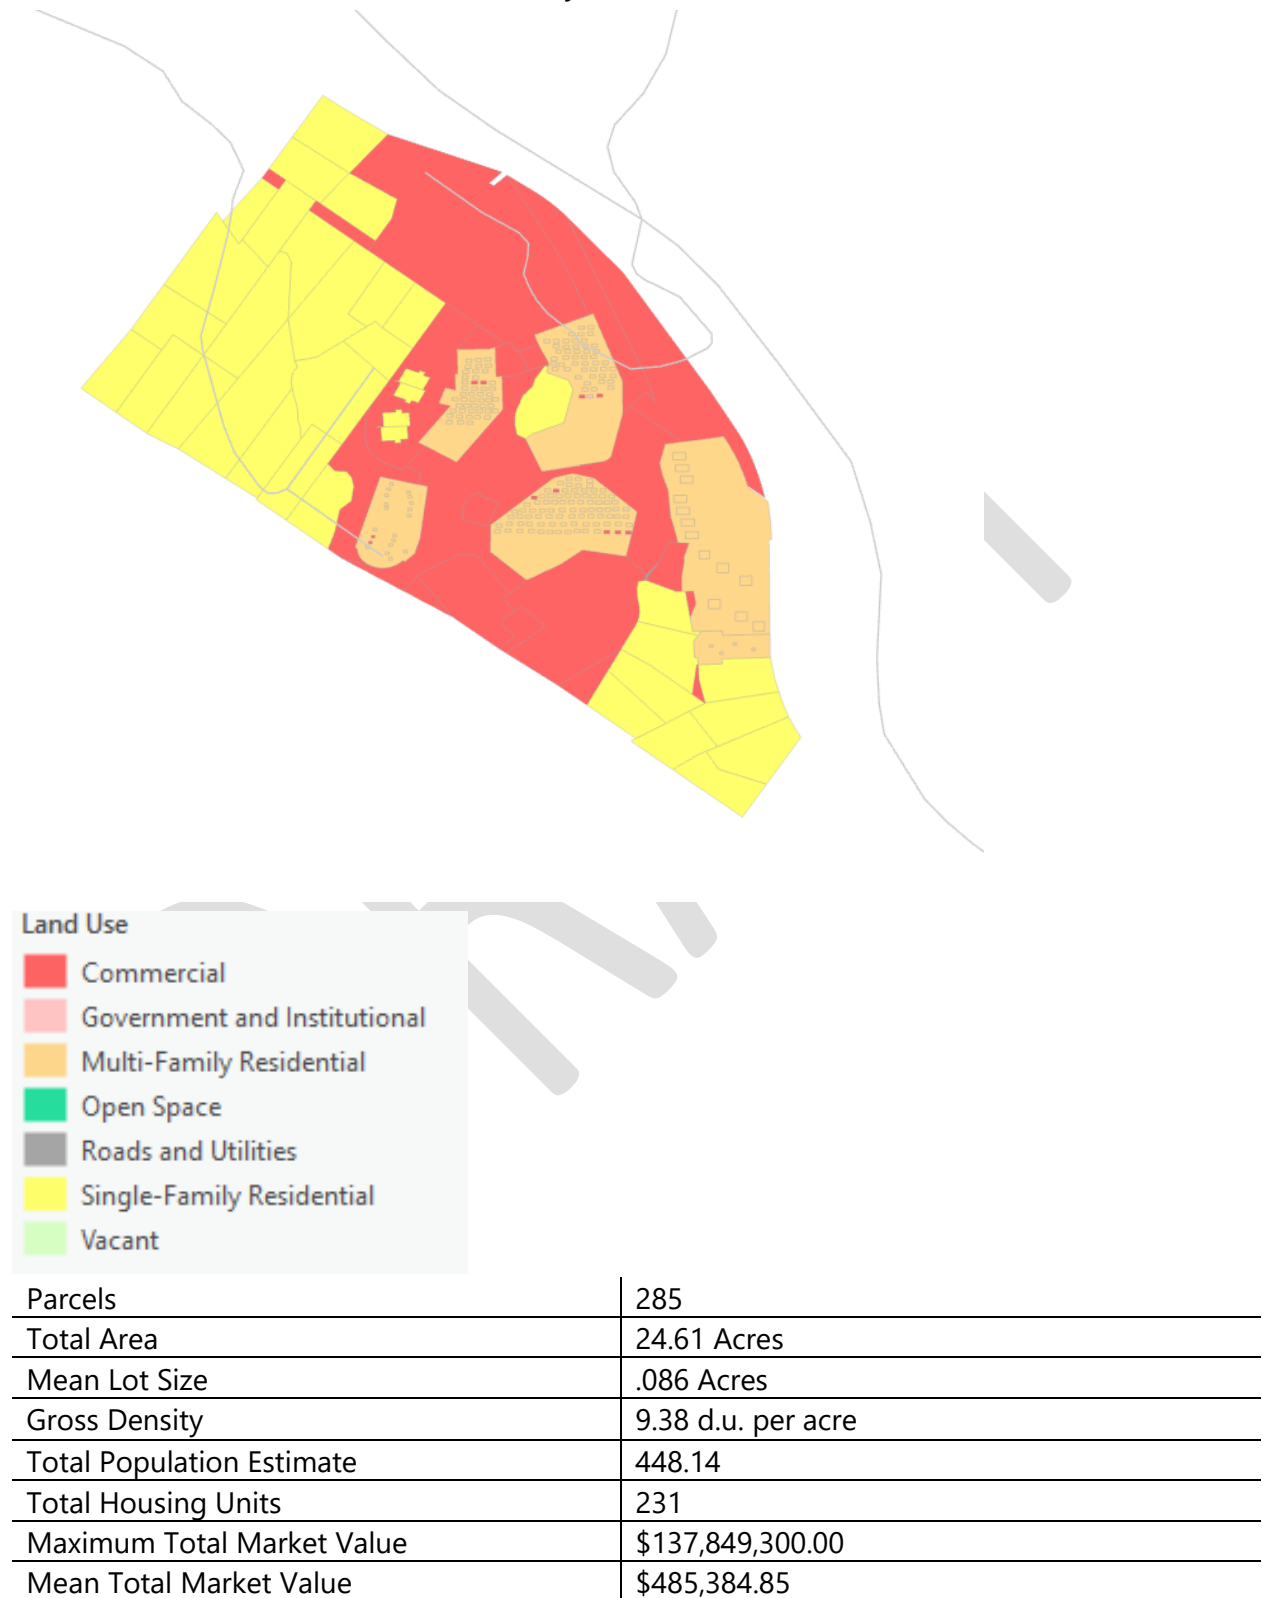 Land Use
Commercial
Government and Institutional
Multi-Family Residential
Open Space
Roads and Utilities
Single-Family Residential
Vacant
Parcels 285
Total Area 24.61 Acres
Mean Lot Size .086 Acres
Gross Density 9.38 d.u. per acre
Total Population Estimate 448.14
Total Housing Units 231
Maximum Total Market Value $137,849,300.00
Mean Total Market Value $485,384.85